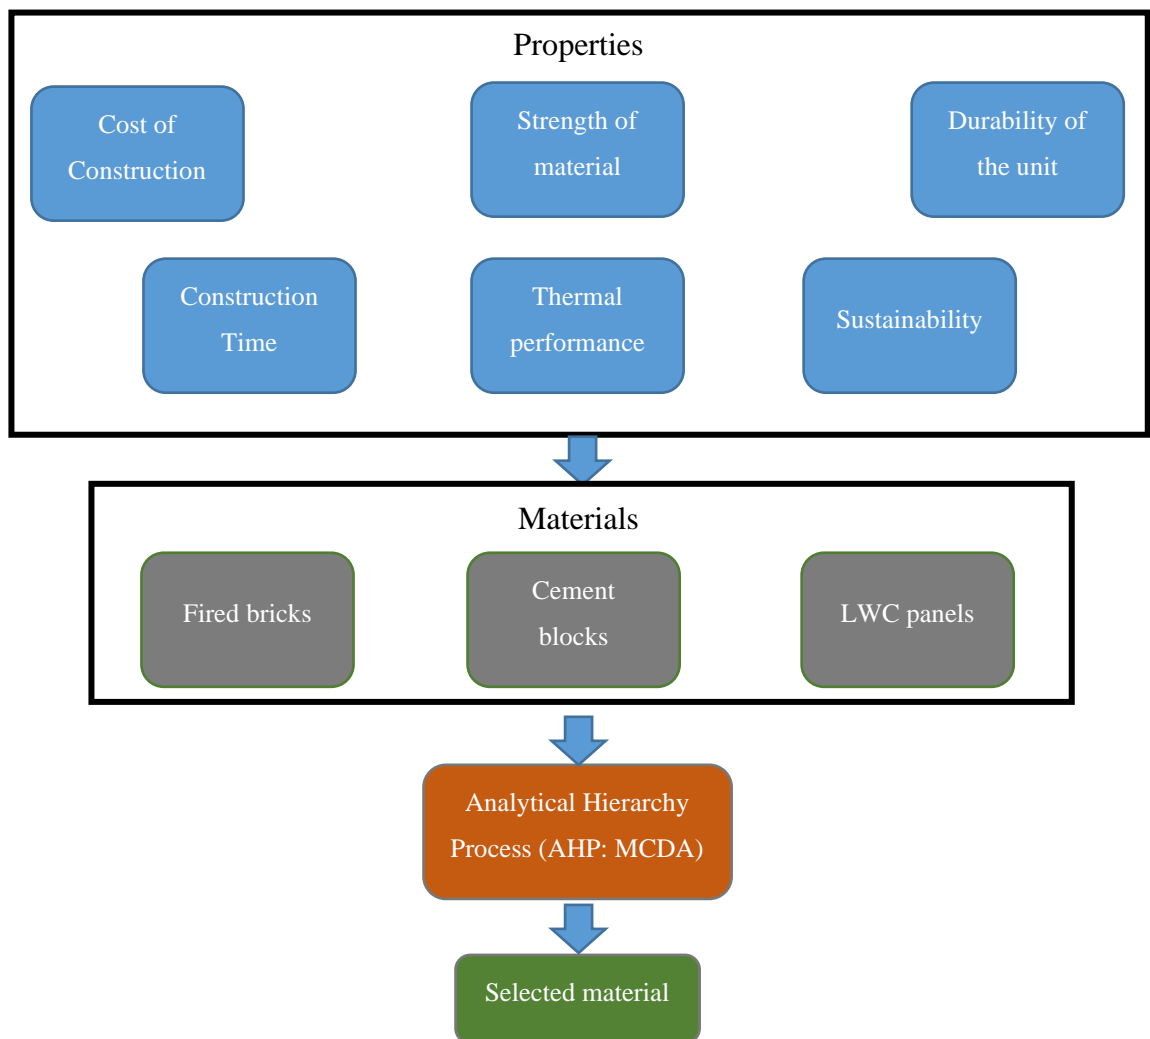 Properties
Cost of
Construction
Strength of
material
Durability of
the unit
Construction
Time
Thermal
performance
Sustainability
Materials
Fired bricks
Cement
blocks
LWC panels
Analytical Hierarchy
Process (AHP: MCDA)
Selected material